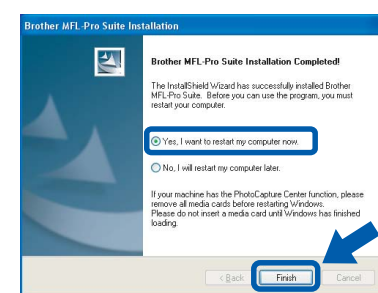 Brother MFL-Pro Suite Installation
Brother MFL-Pro Suite Installation Completed!
The InstallShield Wizard has successfully installed Brother
MFL-Pro Suite. Before you can use the program, you must
restart your computer.
Yes, I want to restart my computer now.
No, I will restart my computer later.
If your machine has the PhotoCapture Center function, please
remove all media cards before restarting Windows.
Please do not insert a media card until Windows has finished
loading.
< Back Finish Cancel